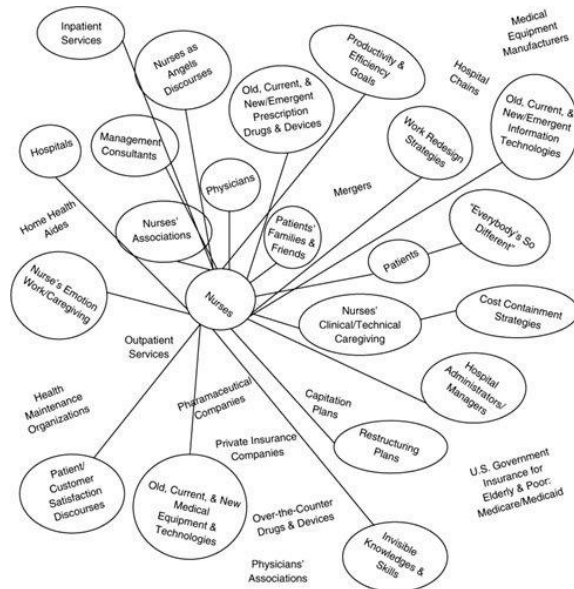 Inpatient
Services
Nurses as
Angels
Discourses
Productivity &
Efficiency
Goals
Medical
Equipment
Manufacturers
Hospital
Chains
Old, Current, &
New/Emergent
Prescription
Drugs & Devices
Old, Current, &
New/Emergent
Information
Technologies
Hospitals
Management
Consultants
Work Redesign
Strategies
Physicians
Mergers
Home Health
Aides
Nurses'
Associations
Patients'
Families &
Friends
"Everybody's So
Different"
Patients
Nurse's Emotion
Work/Caregiving
Nurses
Nurses'
Clinical/Technical
Caregiving
Cost Containment
Strategies
Outpatient
Services
Hospital
Administrators/
Managers
Health
Maintenance
Organizations
Pharamaceutical
Companies
Capitation
Plans
Private Insurance
Companies
Restructuring
Plans
Patient/
Customer
Satisfaction
Discourses
Old, Current, & New
Medical
Equipment &
Technologies
Over-the-Counter
Drugs & Devices
U.S. Government
Insurance for
Elderly & Poor:
Medicare/Medicaid
Physicians'
Associations
Invisible
Knowledges &
Skills